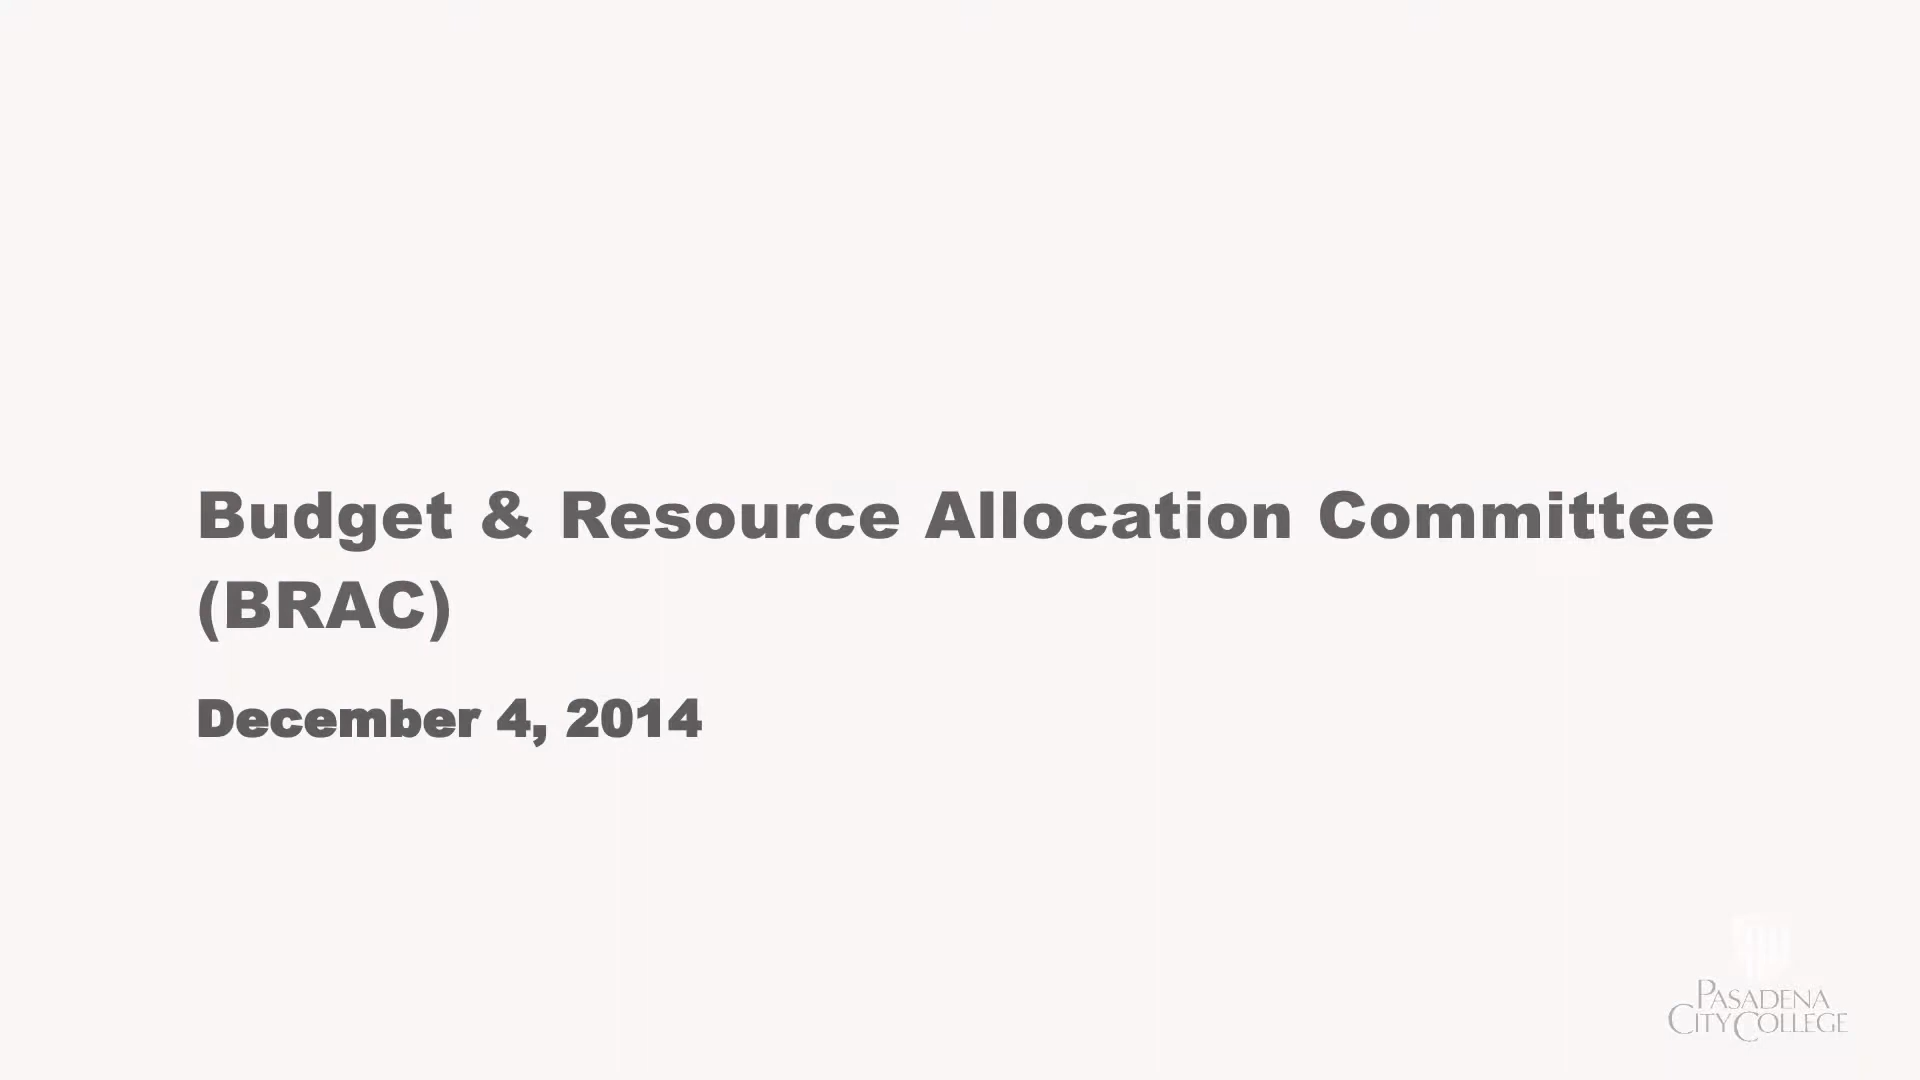 Budget & Resource Allocation Committee
(BRAC)
December 4, 2014
PASADENA
CITY COLLEGE